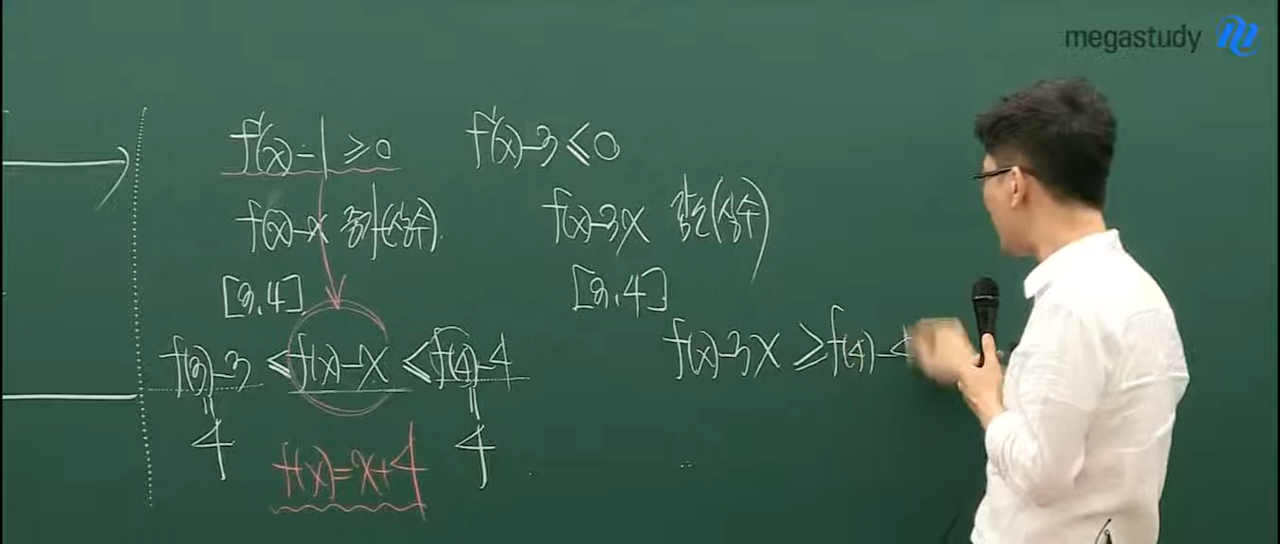 megastudy
f'(x)-1≥0
f'(x)-3≤0
f(x)-x 증가(상수)
f(x)-3x 감소(상수)
[3,4]
[3,4]
f(3)-3≤f(x)-x≤f(4)-4
f(x)-3x≥f(4)-
= =
4 4
f(x)=x+4